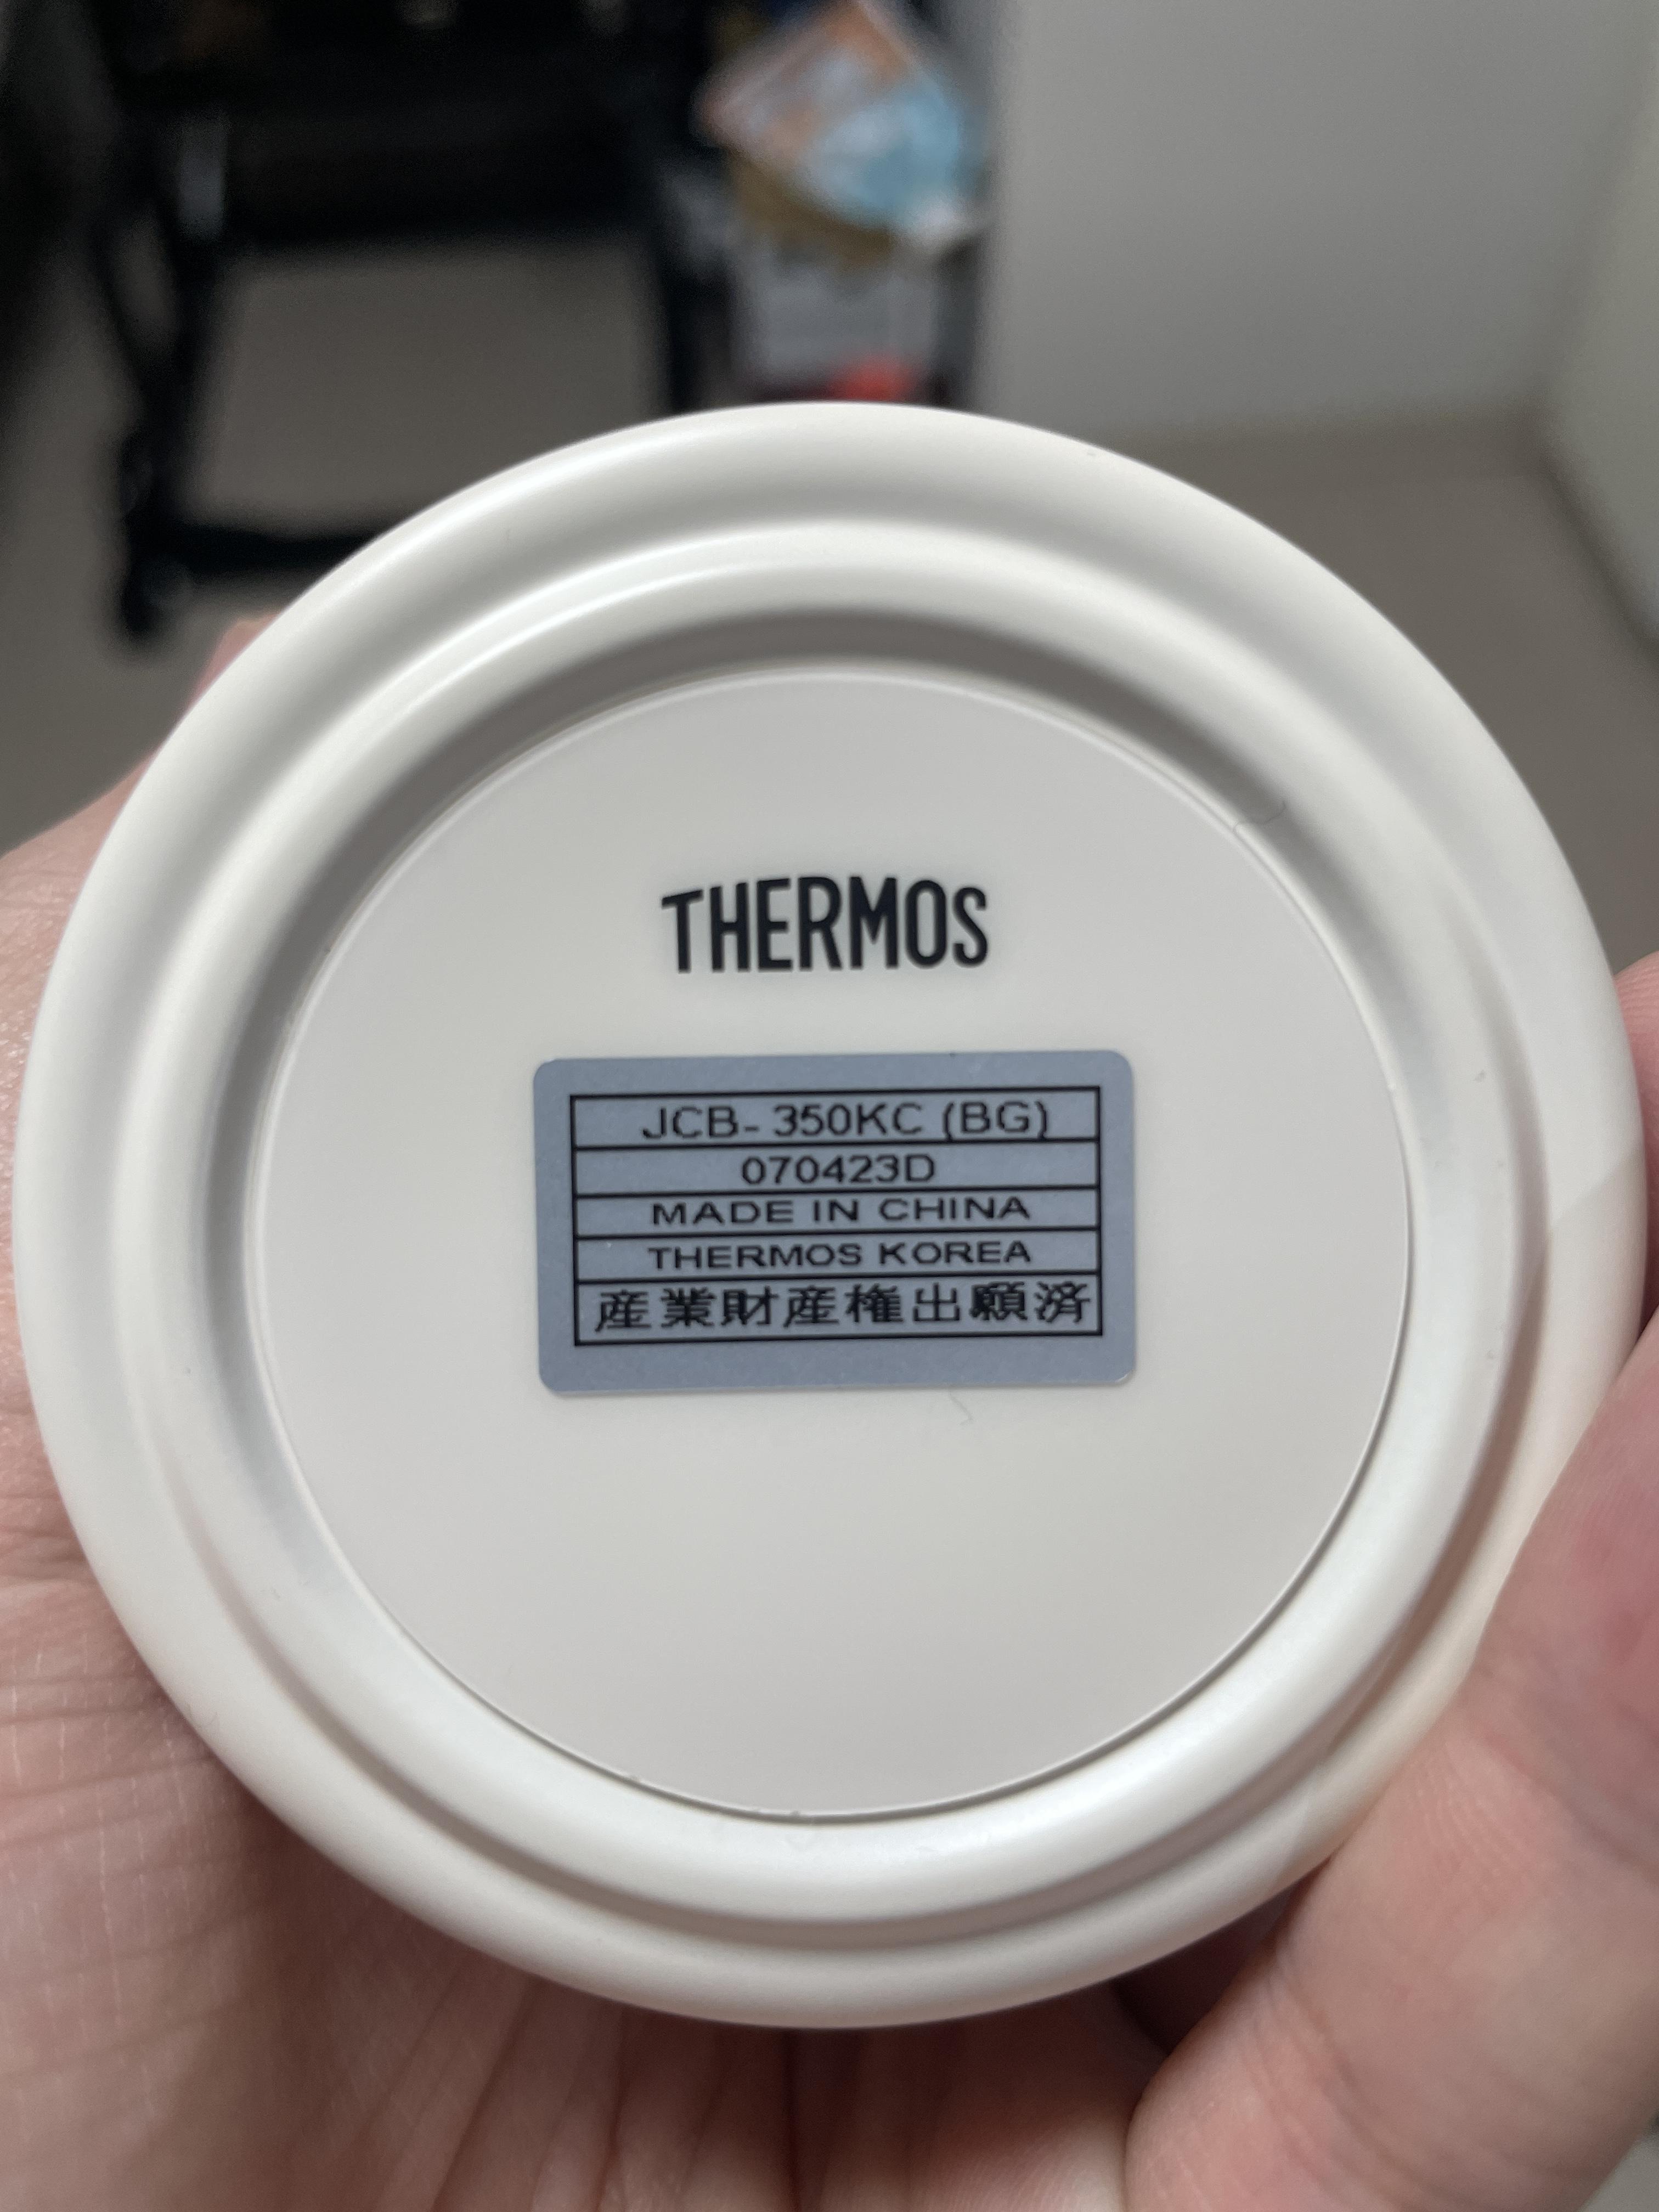 THERMOS
JCB- 350KC (BG)
070423D
MADE IN CHINA
THERMOS KOREA
産業財産権出願済